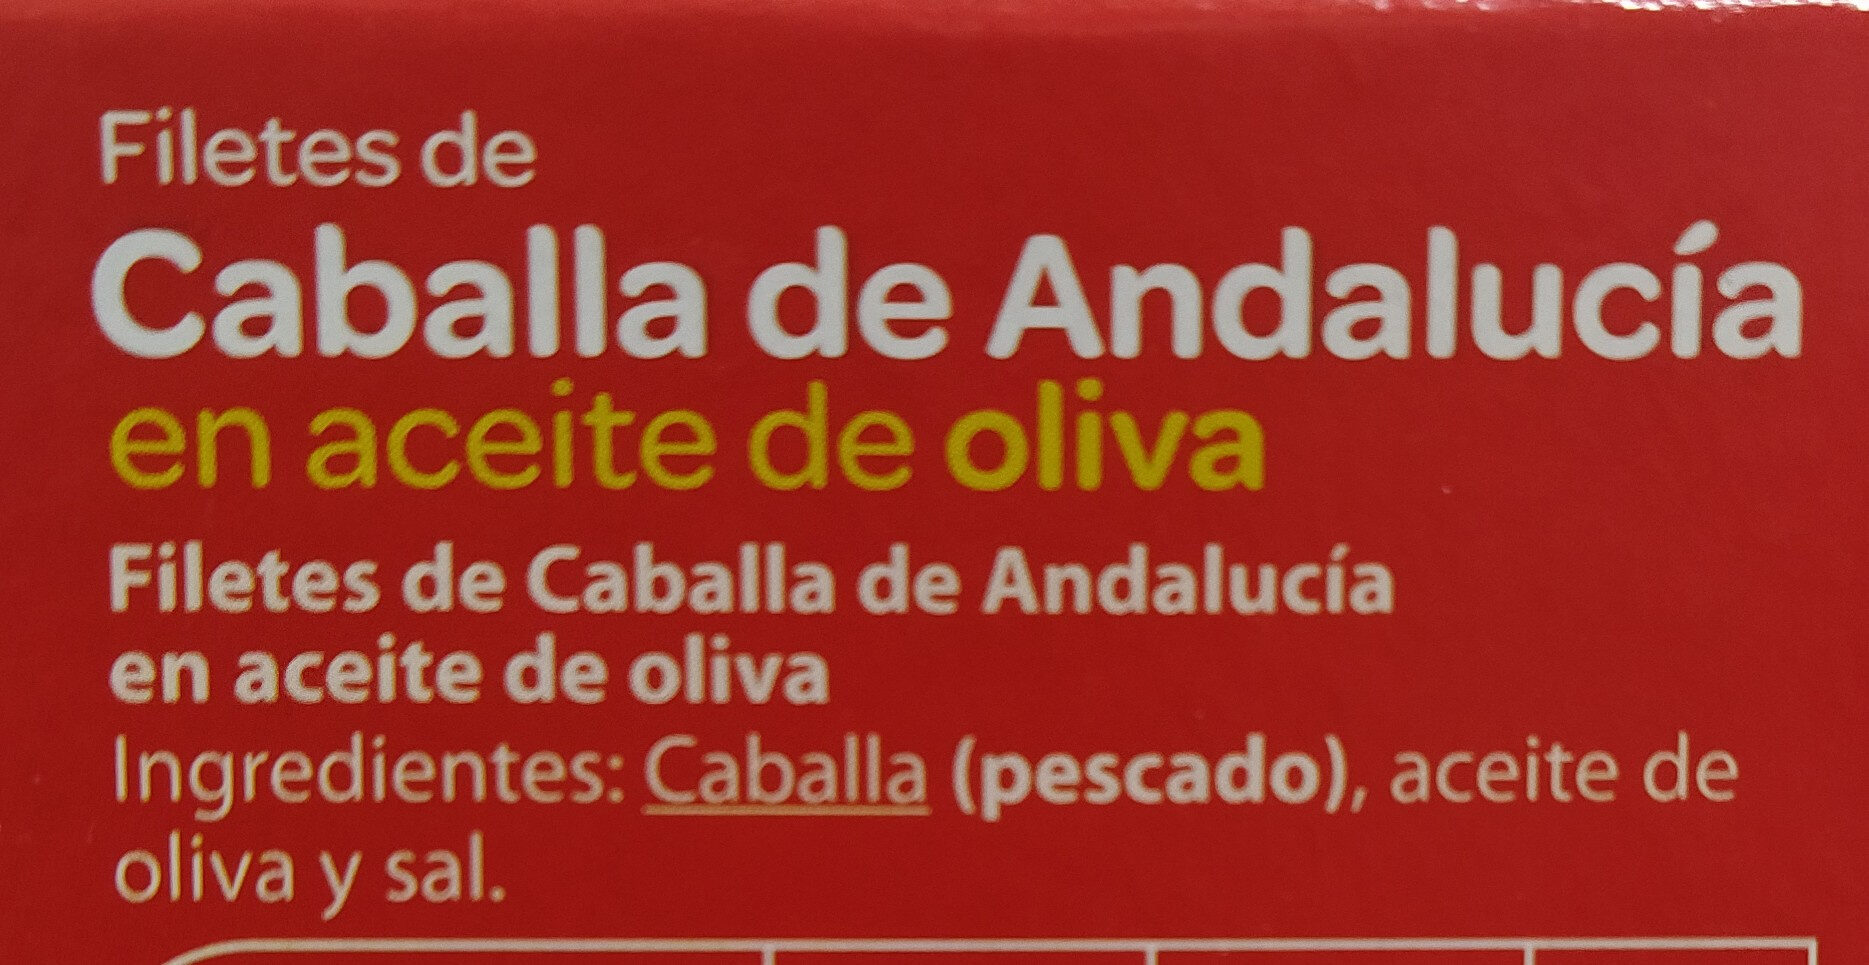 Filetes de
Caballa de Andalucía
en aceite de oliva
Filetes de Caballa de Andalucía
en aceite de oliva
Ingredientes: Caballa (pescado), aceite de
oliva y sal.